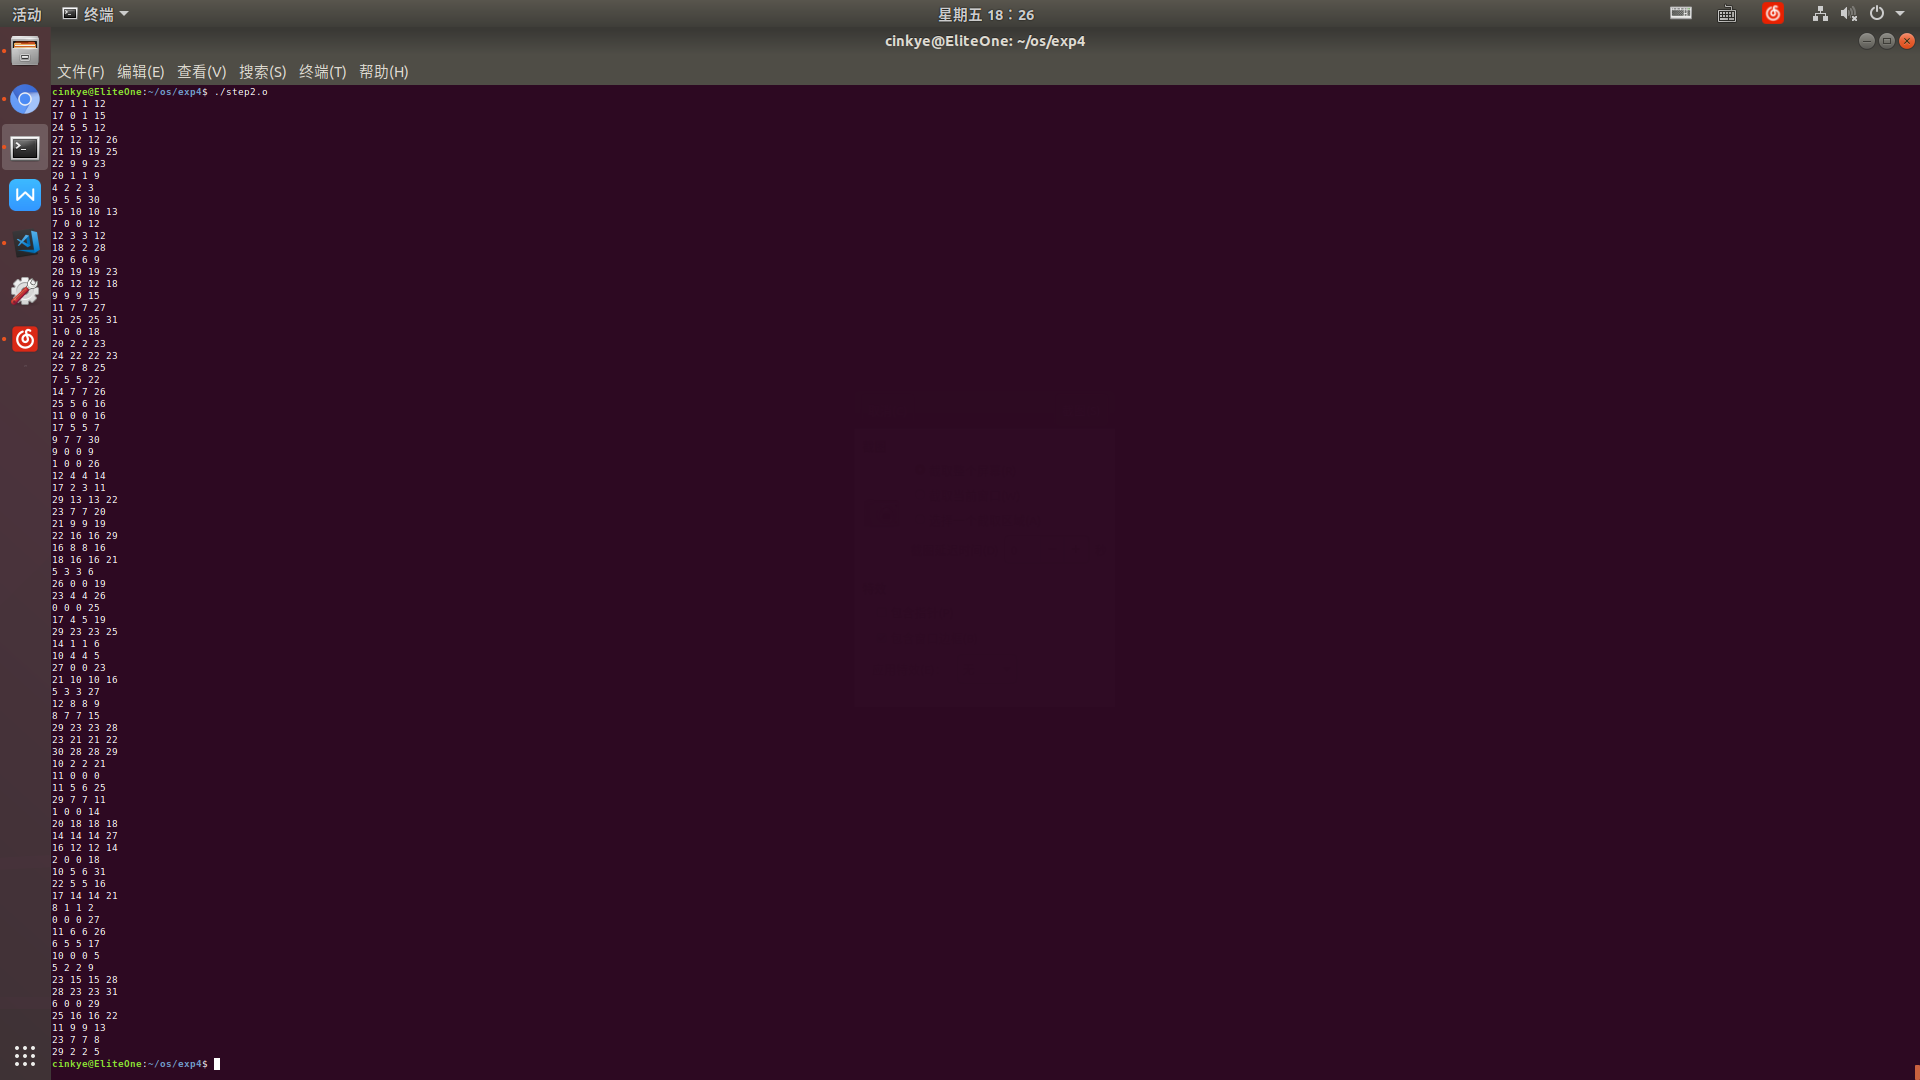 活动 终端 星期五 18：26
cinkye@EliteOne: ~/os/exp4
文件(F) 编辑(E) 查看(V) 搜索(S) 终端(T) 帮助(H)
cinkye@EliteOne:~/os/exp4$ ./step2.o
27 1 1 12
17 0 1 15
24 5 5 12
27 12 12 26
21 19 19 25
22 9 9 23
20 1 1 9
4 2 2 3
9 5 5 30
15 10 10 13
7 0 0 12
12 3 3 12
18 2 2 28
29 6 6 9
20 19 19 23
26 12 12 18
9 9 9 15
11 7 7 27
31 25 25 31
1 0 0 18
20 2 2 23
24 22 22 23
22 7 8 25
7 5 5 22
14 7 7 26
25 5 6 16
11 0 0 16
17 5 5 7
9 7 7 30
9 0 0 9
1 0 0 26
12 4 4 14
17 2 3 11
29 13 13 22
23 7 7 20
21 9 9 19
22 16 16 29
16 8 8 16
18 16 16 21
5 3 3 6
26 0 0 19
23 4 4 26
0 0 0 25
17 4 5 19
29 23 23 25
14 1 1 6
10 4 4 5
27 0 0 23
21 10 10 16
5 3 3 27
12 8 8 9
8 7 7 15
29 23 23 28
23 21 21 22
30 28 28 29
10 2 2 21
11 0 0 0
11 5 6 25
29 7 7 11
1 0 0 14
20 18 18 18
14 14 14 27
16 12 12 14
2 0 0 18
10 5 6 31
22 5 5 16
17 14 14 21
8 1 1 2
0 0 0 27
11 6 6 26
6 5 5 17
10 0 0 5
5 2 2 9
23 15 15 28
28 23 23 31
6 0 0 29
25 16 16 22
11 9 9 13
23 7 7 8
29 2 2 5
cinkye@EliteOne:~/os/exp4$